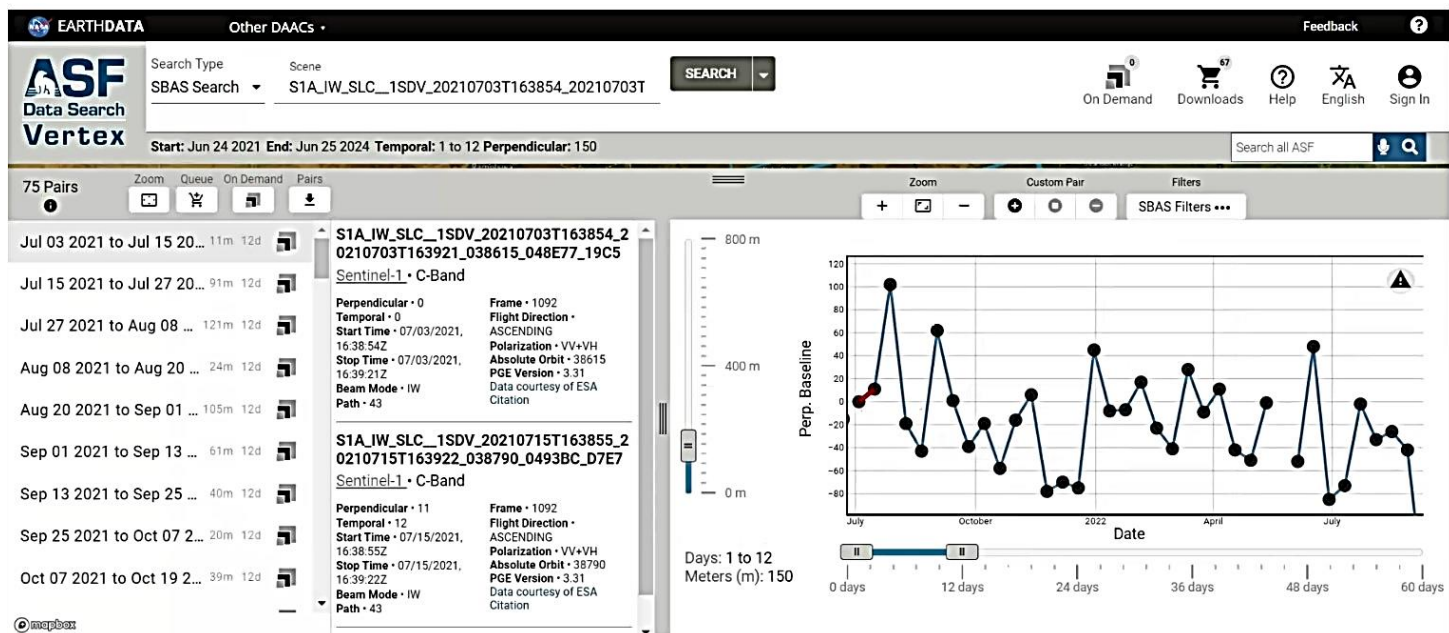 EARTHDATA
Other DAACs
Feedback
?
ASF
Data Search
Vertex
Search Type
SBAS Search
Scene
S1A_IW_SLC__1SDV_20210703T163854_20210703T
SEARCH
0
On Demand
67
Downloads
Help
English
Sign In
Start: Jun 24 2021 End: Jun 25 2024 Temporal: 1 to 12 Perpendicular: 150
Search all ASF
75 Pairs
Zoom
Queue
On Demand
Pairs
Zoom
Custom Pair
Filters
SBAS Filters •••
Jul 03 2021 to Jul 15 20... 11m 12d
Jul 15 2021 to Jul 27 20... 91m 12d
Jul 27 2021 to Aug 08 ... 121m 12d
Aug 08 2021 to Aug 20 ... 24m 12d
Aug 20 2021 to Sep 01 ... 105m 12d
Sep 01 2021 to Sep 13 ... 61m 12d
Sep 13 2021 to Sep 25 ... 40m 12d
Sep 25 2021 to Oct 07 2... 20m 12d
Oct 07 2021 to Oct 19 2... 39m 12d
mapbox
S1A_IW_SLC__1SDV_20210703T163854_2
0210703T163921_038615_048E77_19C5
Sentinel-1 • C-Band
Perpendicular • 0
Temporal • 0
Start Time • 07/03/2021,
16:38:54Z
Stop Time • 07/03/2021,
16:39:21Z
Beam Mode • IW
Path • 43
Frame • 1092
Flight Direction •
ASCENDING
Polarization • VV+VH
Absolute Orbit • 38615
PGE Version • 3.31
Data courtesy of ESA
Citation
S1A_IW_SLC__1SDV_20210715T163855_2
0210715T163922_038790_0493BC_D7E7
Sentinel-1 • C-Band
Perpendicular • 11
Temporal • 12
Start Time • 07/15/2021,
16:38:55Z
Stop Time • 07/15/2021,
16:39:22Z
Beam Mode • IW
Path • 43
Frame • 1092
Flight Direction •
ASCENDING
Polarization • VV+VH
Absolute Orbit • 38790
PGE Version • 3.31
Data courtesy of ESA
Citation
800 m
400 m
0 m
Days: 1 to 12
Meters (m): 150
Perp. Baseline
120
100
80
60
40
20
0
-20
-40
-60
-80
July
October
2022
April
July
Date
0 days
12 days
24 days
36 days
48 days
60 days